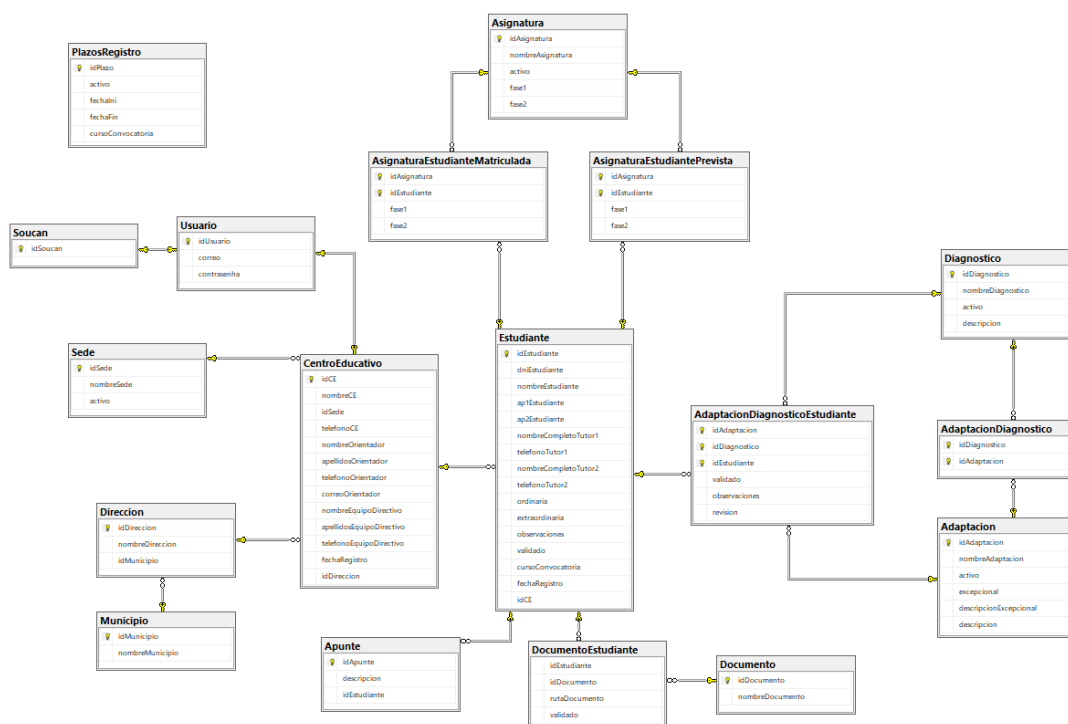 Asignatura
idAsignatura
nombreAsignatura
activo
fase1
fase2
PlazosRegistro
idPlazo
activo
fechaIni
fechaFin
cursoConvocatoria
AsignaturaEstudianteMatriculada
idAsignatura
idEstudiante
fase1
fase2
AsignaturaEstudiantePrevista
idAsignatura
idEstudiante
fase1
fase2
Soucan
idSoucan
Usuario
idUsuario
correo
contrasenha
Diagnostico
idDiagnostico
nombreDiagnostico
activo
descripcion
Sede
idSede
nombreSede
activo
CentroEducativo
idCE
nombreCE
idSede
telefonoCE
nombreOrientador
apellidosOrientador
telefonoOrientador
correoOrientador
nombreEquipoDirectivo
apellidosEquipoDirectivo
telefonoEquipoDirectivo
fechaRegistro
idDireccion
Estudiante
idEstudiante
dniEstudiante
nombreEstudiante
ap1Estudiante
ap2Estudiante
nombreCompletoTutor1
telefonoTutor1
nombreCompletoTutor2
telefonoTutor2
ordinaria
extraordinaria
observaciones
validado
cursoConvocatoria
fechaRegistro
idCE
AdaptacionDiagnosticoEstudiante
idAdaptacion
idDiagnostico
idEstudiante
validado
observaciones
revision
AdaptacionDiagnostico
idDiagnostico
idAdaptacion
Direccion
idDireccion
nombreDireccion
idMunicipio
Adaptacion
idAdaptacion
nombreAdaptacion
activo
excepcional
descripcionExcepcional
descripcion
Municipio
idMunicipio
nombreMunicipio
Apunte
idApunte
descripcion
idEstudiante
DocumentoEstudiante
idEstudiante
idDocumento
rutaDocumento
validado
Documento
idDocumento
nombreDocumento